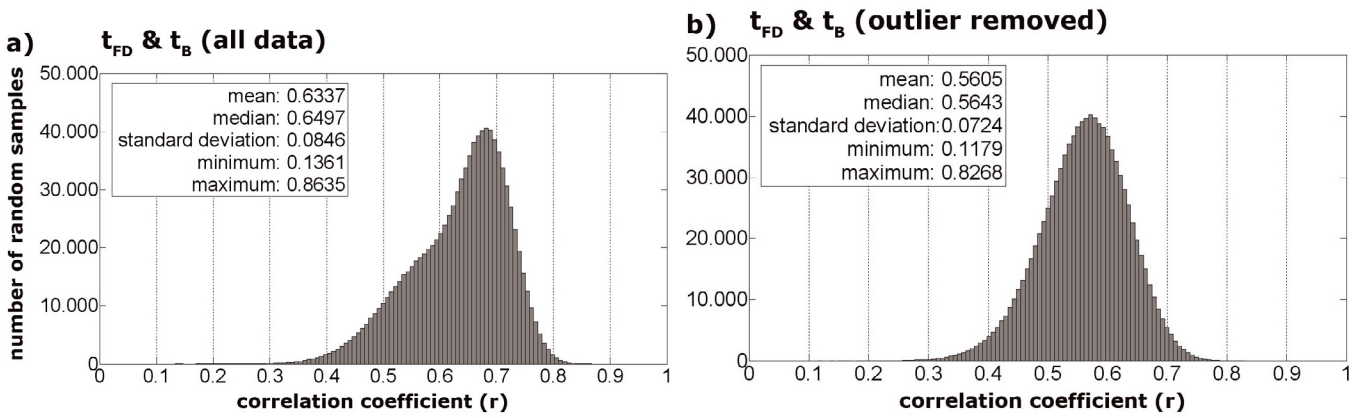 a)
t_FD & t_B (all data)
number of random samples
50.000
40.000
30.000
20.000
10.000
0
mean: 0.6337
median: 0.6497
standard deviation: 0.0846
minimum: 0.1361
maximum: 0.8635
0 0.1 0.2 0.3 0.4 0.5 0.6 0.7 0.8 0.9 1
correlation coefficient (r)
b)
t_FD & t_B (outlier removed)
50.000
40.000
30.000
20.000
10.000
0
mean: 0.5605
median: 0.5643
standard deviation:0.0724
minimum: 0.1179
maximum: 0.8268
0 0.1 0.2 0.3 0.4 0.5 0.6 0.7 0.8 0.9 1
correlation coefficient (r)